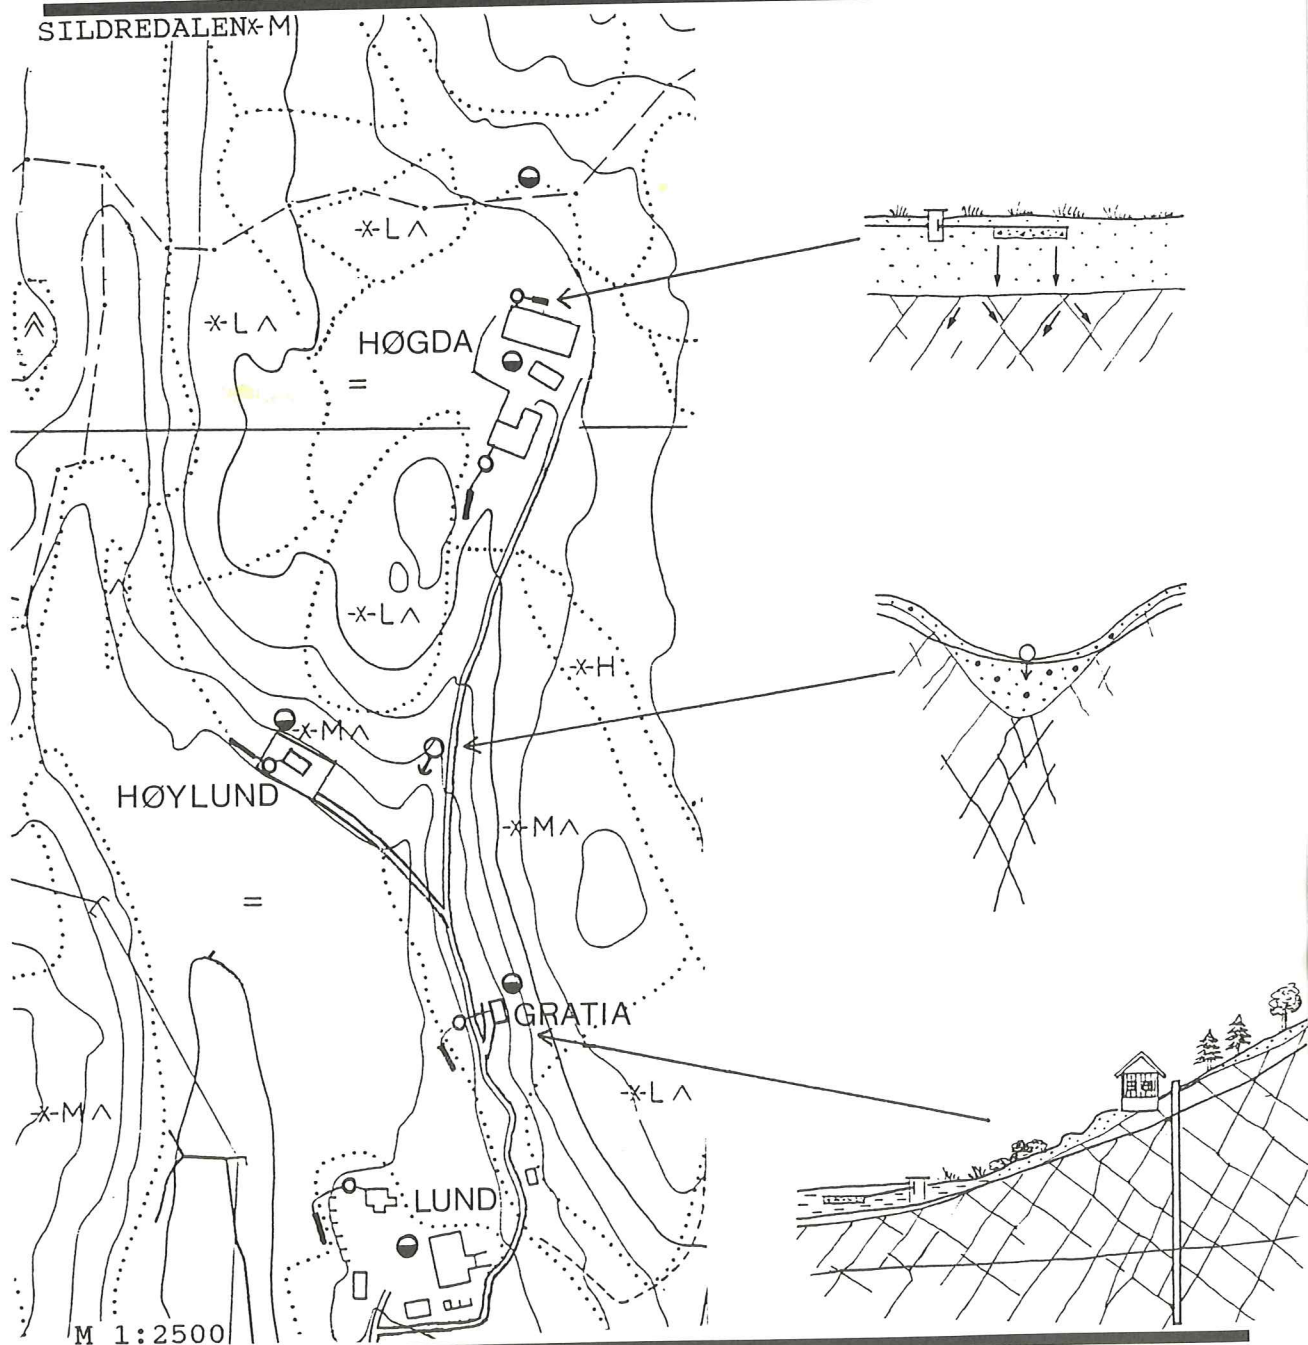 SILDREDALEN-X-M
-X-L ʌ
-X-L ʌ
HØGDA
=
-X-L ʌ
-X-H
-X-M ʌ
HØYLUND
-X-M ʌ
=
GRATIA
-X-L ʌ
-X-M ʌ
LUND
M 1:2500